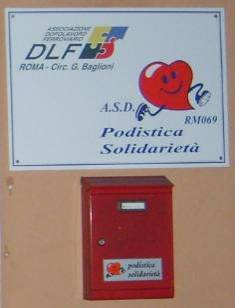 ASSOCIAZIONE
DOPOLAVORO
FERROVIARIO
DLF
ROMA - Circ. G. Baglioni
A.S.D.
RM069
Podistica
Solidarietà
podistica
solidarietà